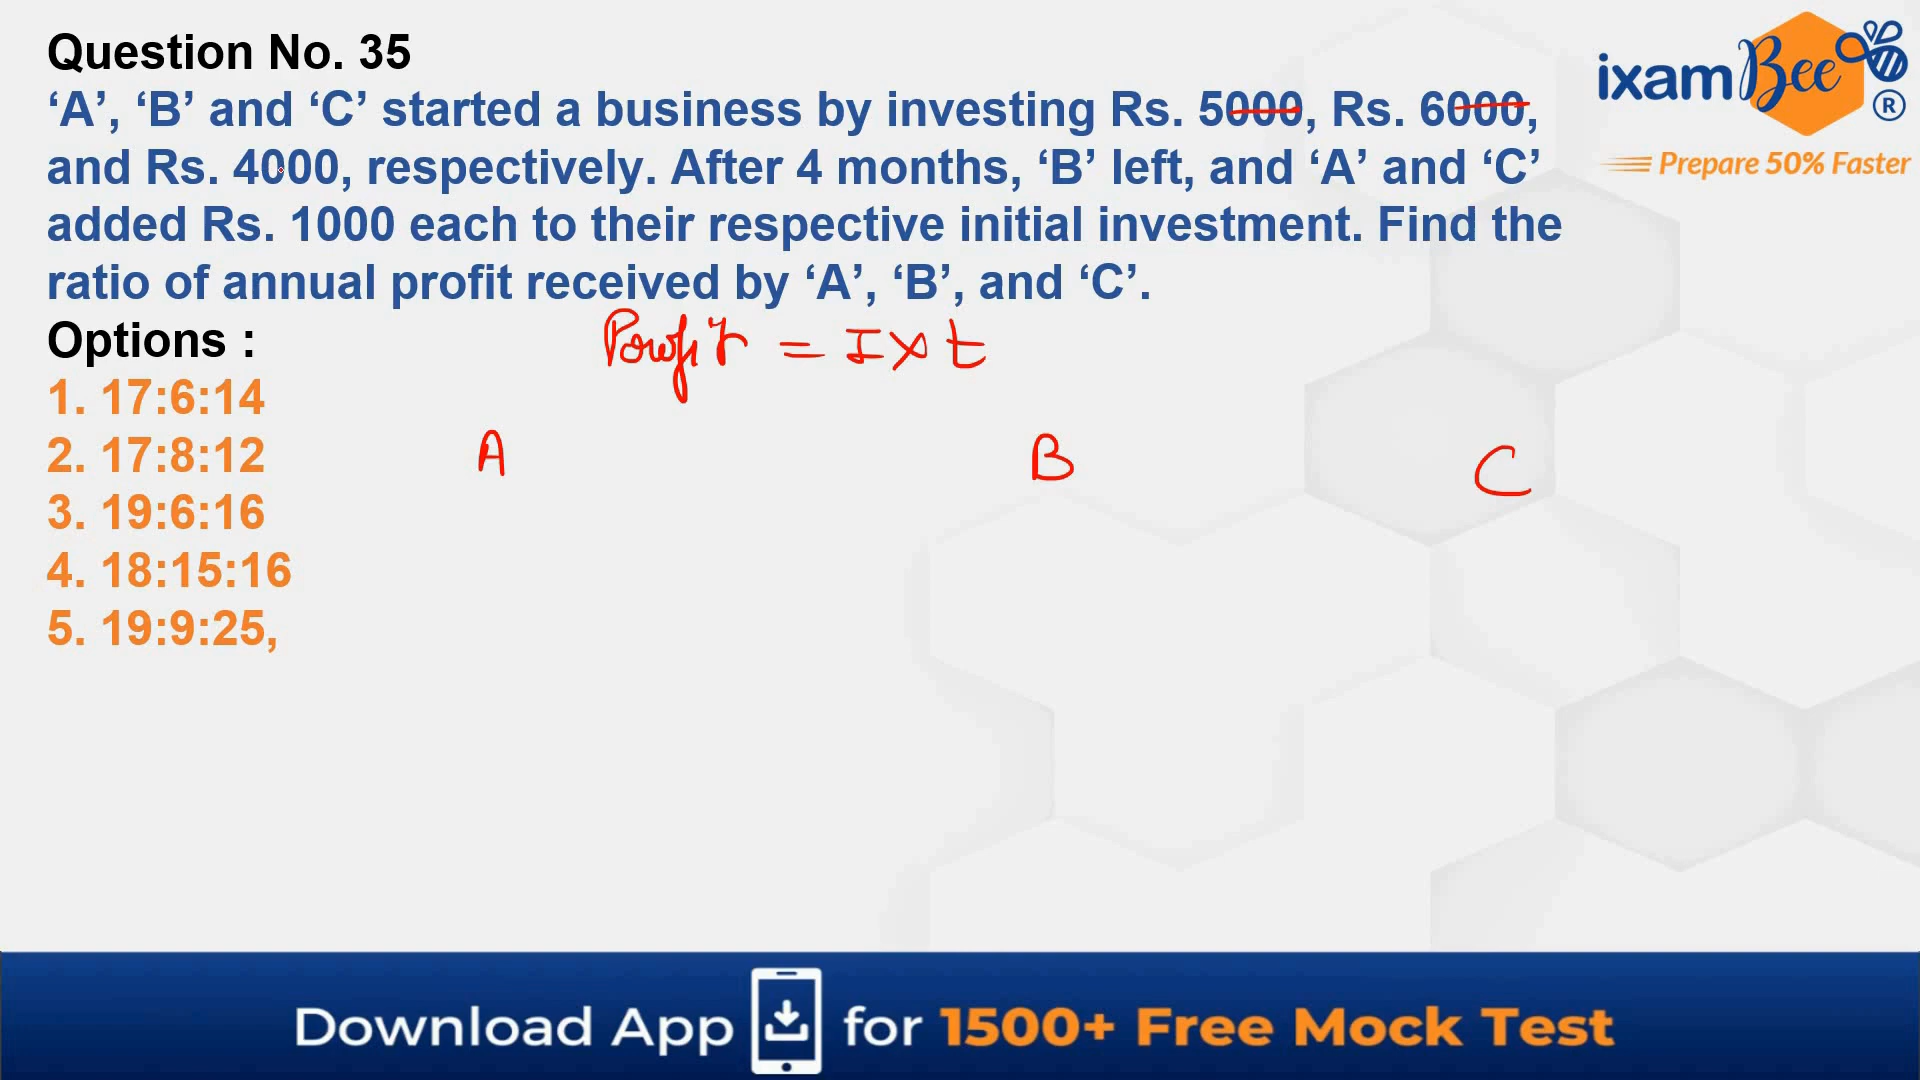 Question No. 35
‘A’, ‘B’ and ‘C’ started a business by investing Rs. 5000, Rs. 6000,
and Rs. 4000, respectively. After 4 months, ‘B’ left, and ‘A’ and ‘C’
added Rs. 1000 each to their respective initial investment. Find the
ratio of annual profit received by ‘A’, ‘B’, and ‘C’.
Options :
Profit = I × t
1. 17:6:14
2. 17:8:12
3. 19:6:16
4. 18:15:16
5. 19:9:25,
A B C
ixamBee ®
Prepare 50% Faster
Download App for 1500+ Free Mock Test